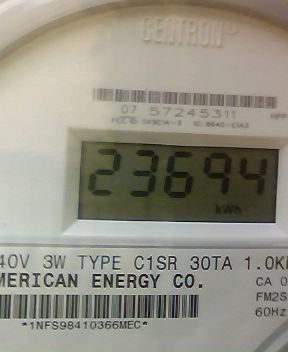 CENTRON®
07 57245311
23694
kWh
40V 3W TYPE C1SR 30TA 1.0K
MERICAN ENERGY CO.
CA 0
FM2S
60Hz
*1NFS98410366MEC*